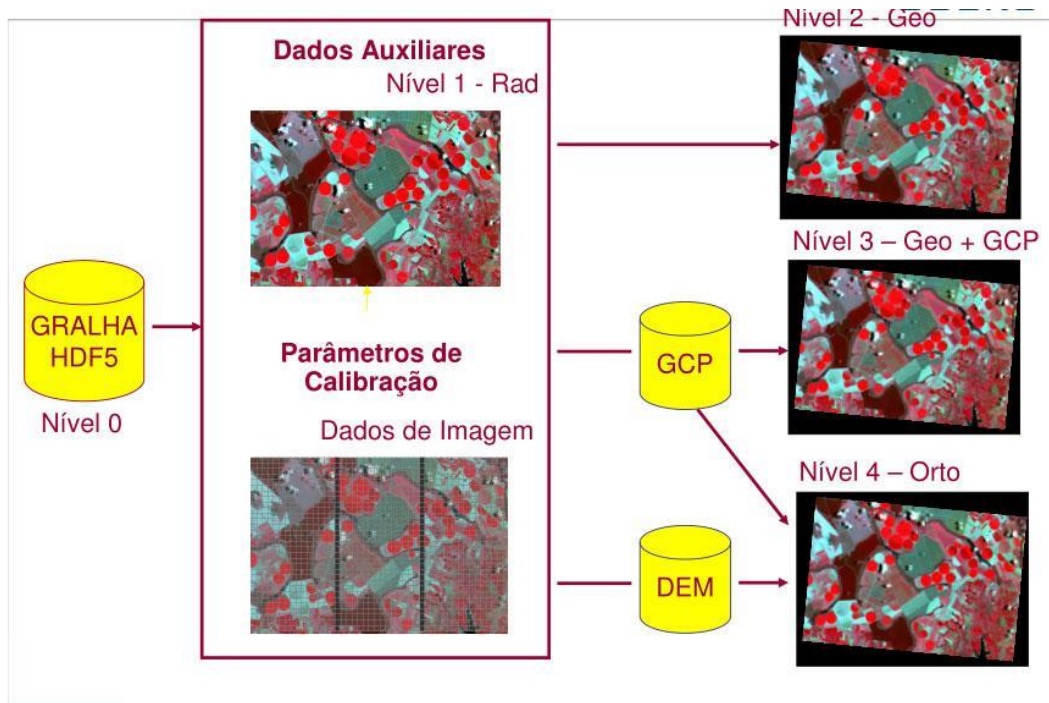 Nível 2 - Geo
Dados Auxiliares
Nível 1 - Rad
Nível 3 – Geo + GCP
GRALHA
HDF5
Nível 0
Parâmetros de
Calibração
GCP
Dados de Imagem
Nível 4 – Orto
DEM